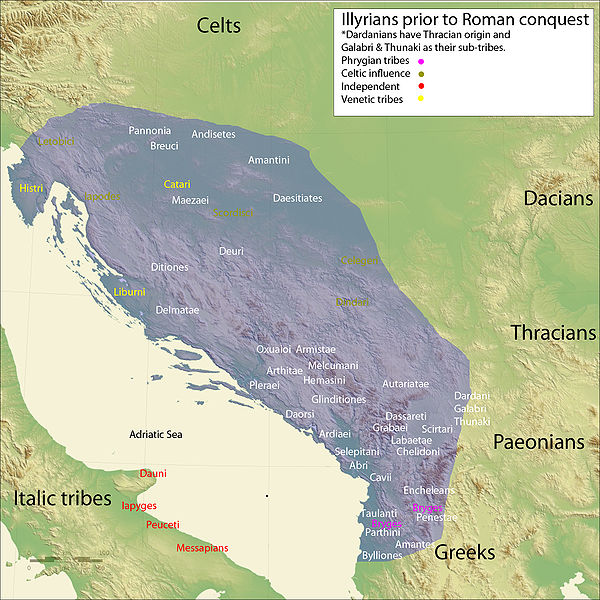 Celts
Illyrians prior to Roman conquest
*Dardanians have Thracian origin and
Galabri & Thunaki as their sub-tribes.
Phrygian tribes
Celtic influence
Independent
Venetic tribes
Pannonia
Andisetes
Breuci
Amantini
Histri
Catari
Maezaei
Daesitiates
Dacians
Deuri
Ditiones
Liburni
Delmatae
Thracians
Oxualoi
Armistae
Melcumani
Arthitae
Hemasini
Pleraei
Autariatae
Glinditiones
Dardani
Galabri
Thunaki
Daorsi
Dassareti
Grabaei
Scirtari
Ardiaei
Labaetae
Chelidoni
Paeonians
Adriatic Sea
Selepitani
Abri
Cavii
Dauni
Encheleans
Italic tribes
Iapyges
Bryges
Taulanti
Penestae
Peuceti
Bryges
Parthini
Messapians
Amantes
Bylliones
Greeks